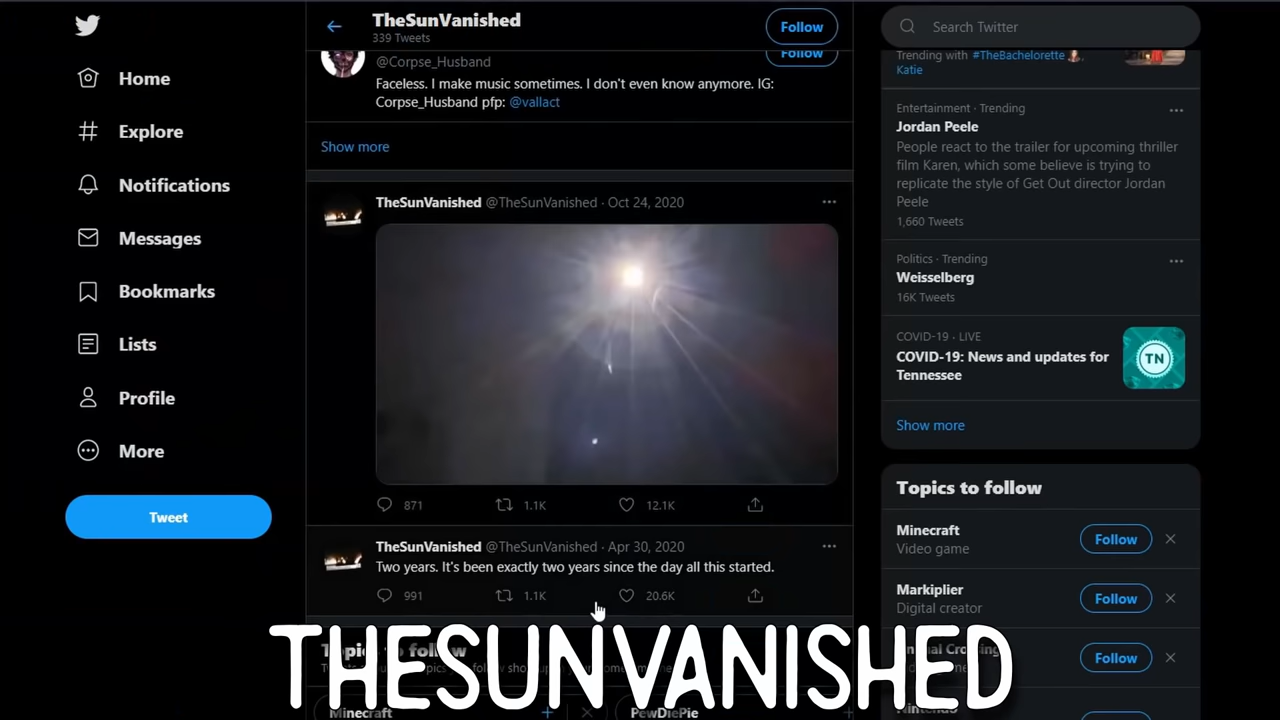 TheSunVanished
339 Tweets
Follow
Search Twitter
Home
Explore
Notifications
Messages
Bookmarks
Lists
Profile
More
Tweet
@Corpse_Husband
Follow
Faceless. I make music sometimes. I don't even know anymore. IG:
Corpse_Husband pfp: @vallact
Show more
TheSunVanished @TheSunVanished · Oct 24, 2020
871 1.1K 12.1K
TheSunVanished @TheSunVanished · Apr 30, 2020
Two years. It's been exactly two years since the day all this started.
991 1.1K 20.6K
Topics to follow
Minecraft
PewDiePie
Trending with #TheBachelorette
Katie
Entertainment · Trending
Jordan Peele
People react to the trailer for upcoming thriller
film Karen, which some believe is trying to
replicate the style of Get Out director Jordan
Peele
1,660 Tweets
Politics · Trending
Weisselberg
16K Tweets
COVID-19 · LIVE
COVID-19: News and updates for
Tennessee
TN
Show more
Topics to follow
Minecraft
Video game
Follow
Markiplier
Digital creator
Follow
Animal Crossing
Follow
Nintendo
THESUNVANISHED